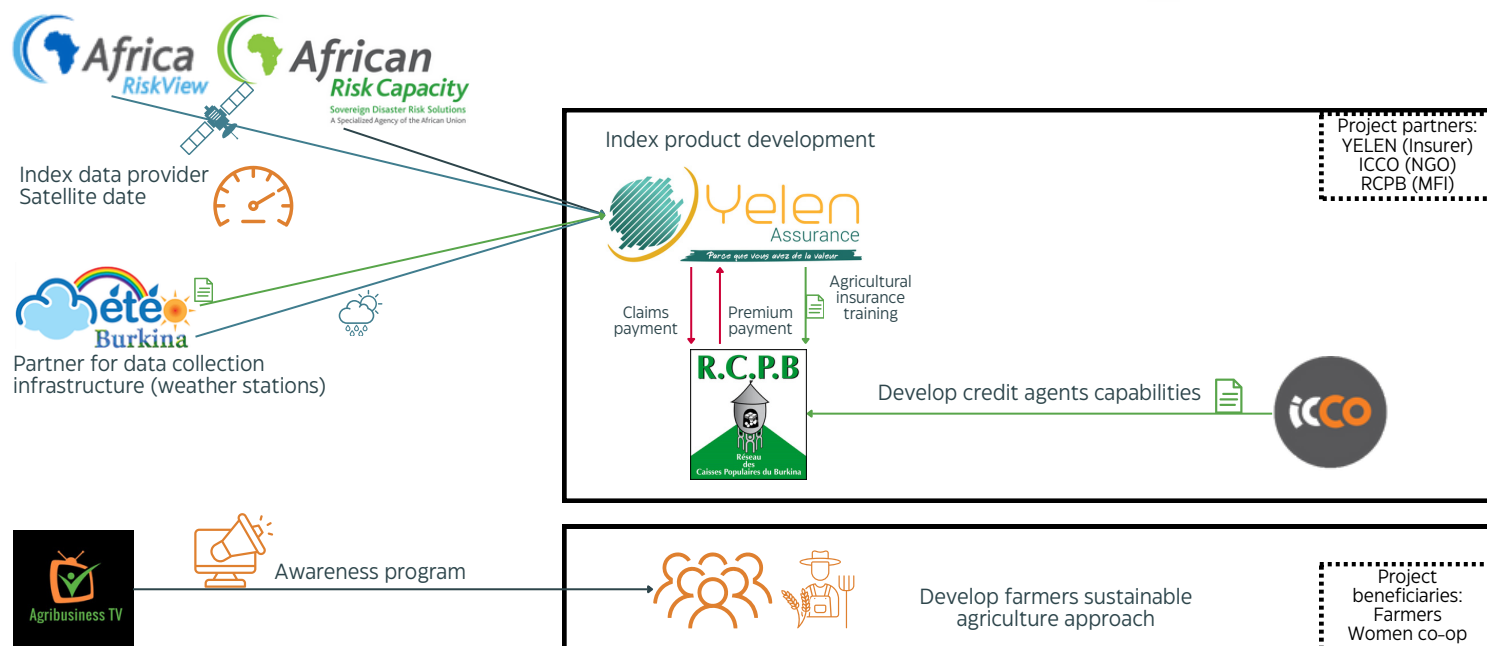 Africa
RiskView
African
Risk Capacity
Sovereign Disaster Risk Solutions
A Specialized Agency of the African Union
Index data provider
Satellite date
été
Burkina
Partner for data collection
infrastructure (weather stations)
Index product development
Yelen
Assurance
Parce que vous avez de la valeur
Claims
payment
Premium
payment
Agricultural
insurance
training
R.C.P.B
Réseau
des
Caisses Populaires du Burkina
Develop credit agents capabilities
icco
Project partners:
YELEN (Insurer)
ICCO (NGO)
RCPB (MFI)
Agribusiness TV
Awareness program
Develop farmers sustainable
agriculture approach
Project
beneficiaries:
Farmers
Women co-op